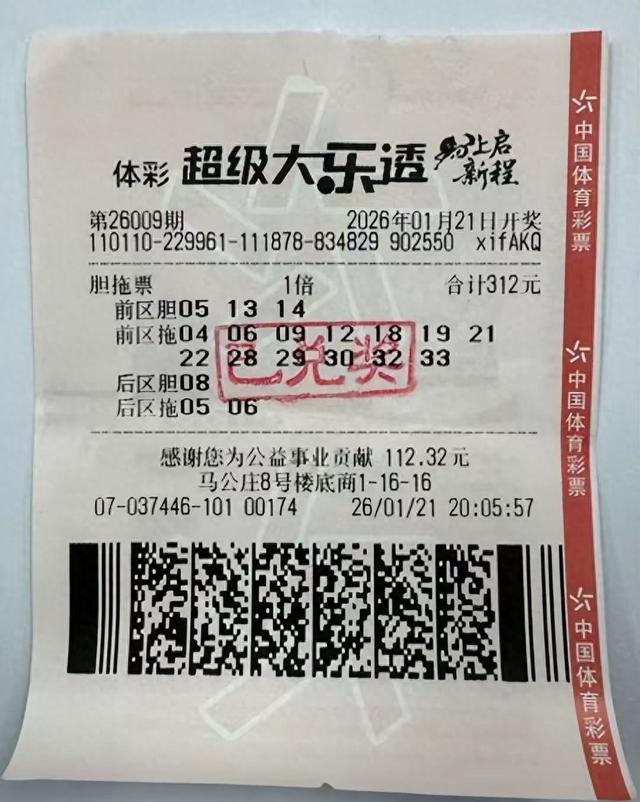 体彩 超级大乐透 马上启
新程
第26009期 2026年01月21日开奖
110110-229961-111878-834829 902550 xifAKQ
胆拖票 1倍 合计312元
前区胆05 13 14
前区拖04 06 09 12 18 19 21
22 28 29 30 32 33
已兑奖
后区胆08
后区拖05 06
感谢您为公益事业贡献 112.32元
马公庄8号楼底商1-16-16
07-037446-101 00174 26/01/21 20:05:57
中国体育彩票
中国体育彩票
中国体育彩票